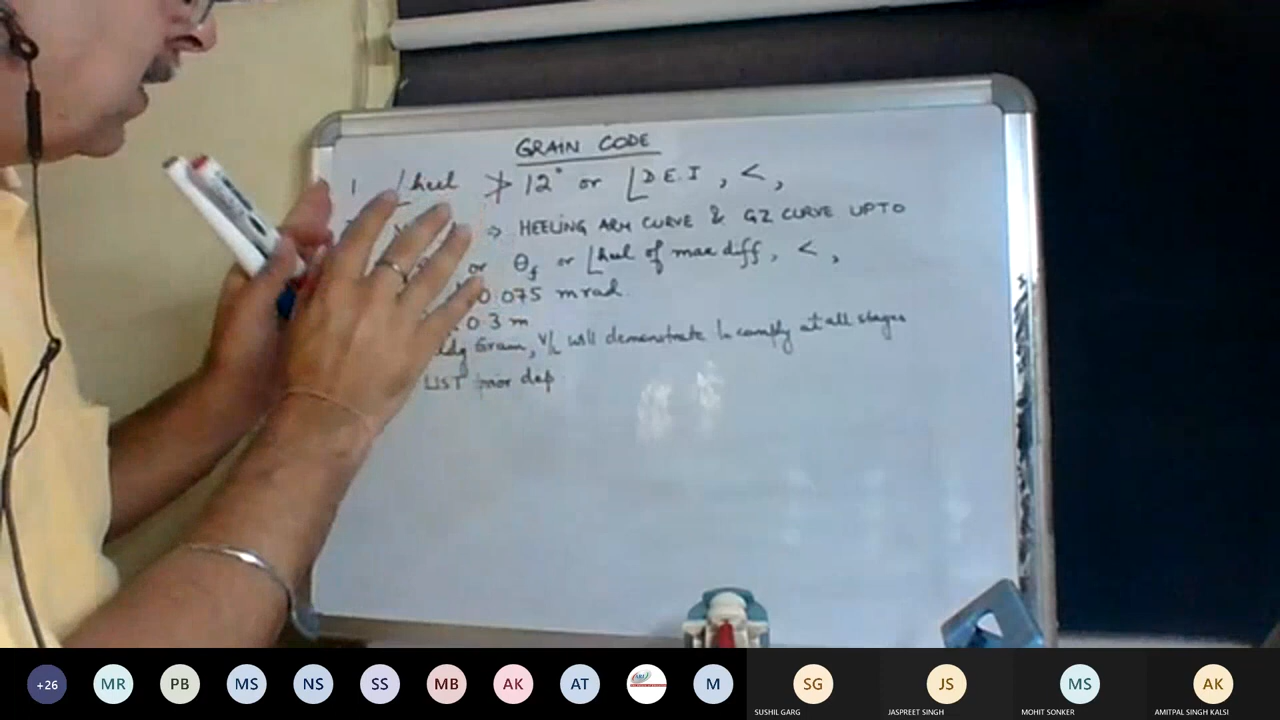 GRAIN CODE
1 heel ≯ 12° or ∟D.E.I, <,
⇒ HEELING ARM CURVE & GZ CURVE UPTO
or θf or ∟heel of max diff, <,
0.075 m rad.
0.3 m
Grain, V/L will demonstrate to comply at all stages
LIST prior dep
+26 MR PB MS NS SS MB AK AT M SG JS MS AK
SUSHIL GARG JASPREET SINGH MOHIT SONKER AMITPAL SINGH KALSI